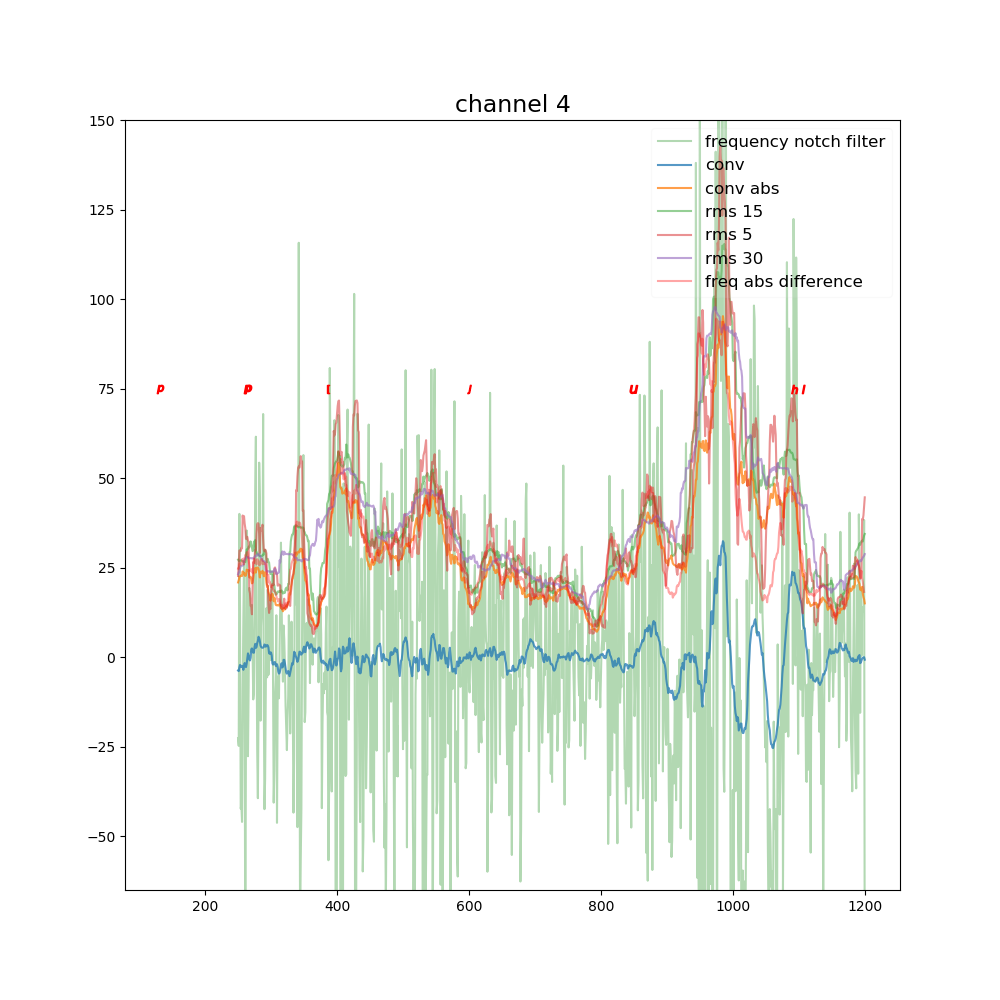 channel 4
150
125
100
75
50
25
0
−25
−50
200
400
600
800
1000
1200
frequency notch filter
conv
conv abs
rms 15
rms 5
rms 30
freq abs difference
p
u
h